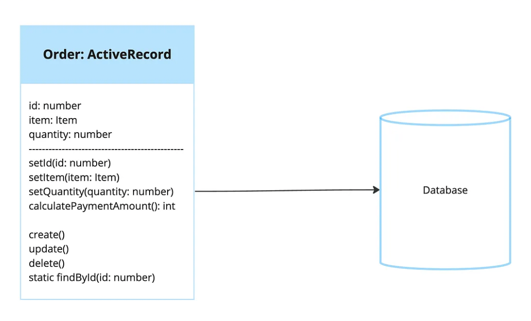 Order: ActiveRecord
id: number
item: Item
quantity: number
----------------------------------------------
setId(id: number)
setItem(item: Item)
setQuantity(quantity: number)
calculatePaymentAmount(): int
create()
update()
delete()
static findById(id: number)
Database